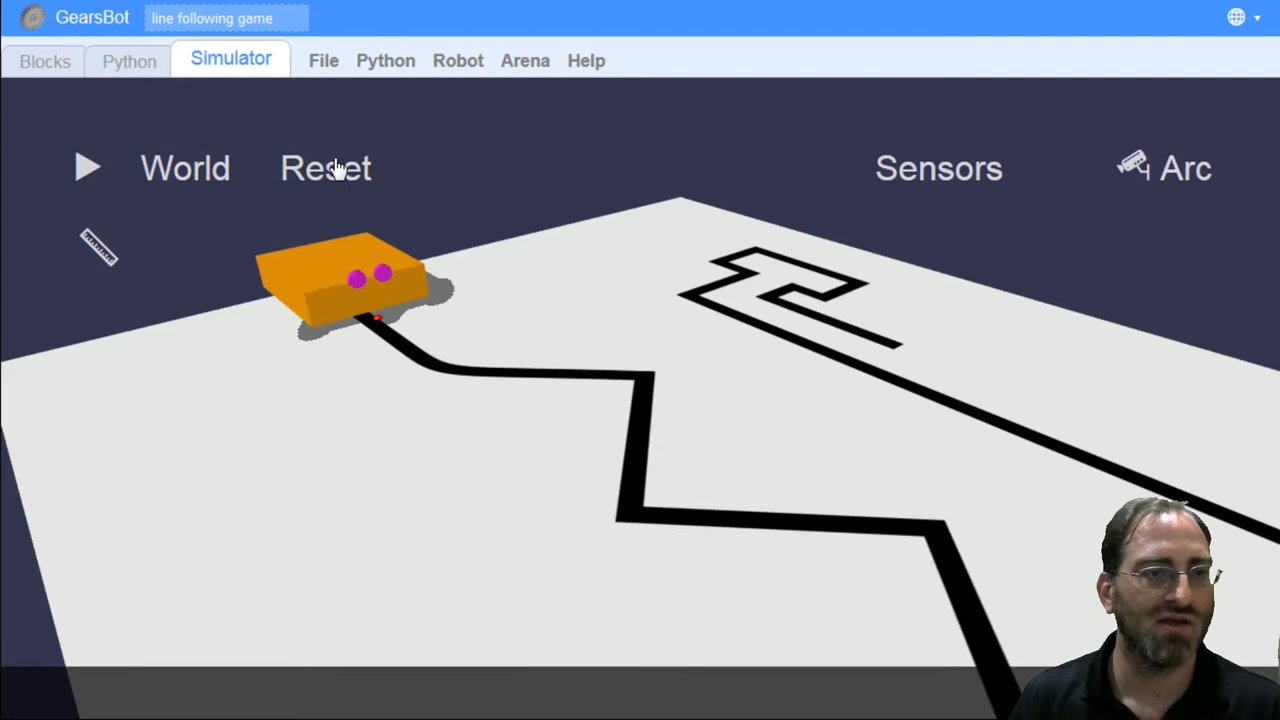 GearsBot line following game
Blocks Python Simulator File Python Robot Arena Help
World Reset Sensors Arc